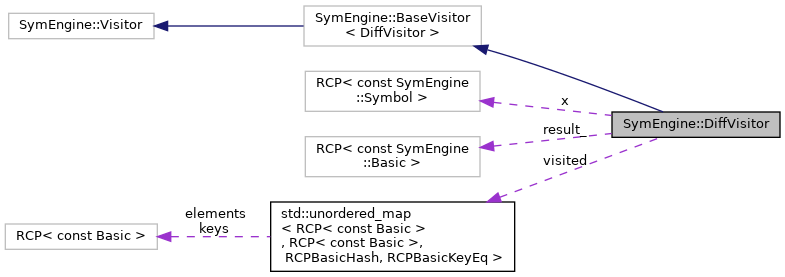 SymEngine::Visitor
SymEngine::BaseVisitor
< DiffVisitor >
RCP< const SymEngine
::Symbol >
x
SymEngine::DiffVisitor
result_
RCP< const SymEngine
::Basic >
visited
elements
keys
std::unordered_map
< RCP< const Basic >
, RCP< const Basic >,
RCPBasicHash, RCPBasicKeyEq >
RCP< const Basic >